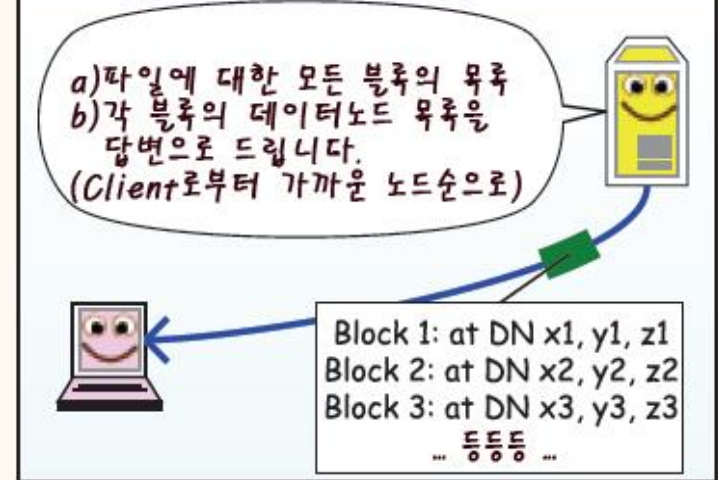 a)파일에 대한 모든 블록의 목록
b)각 블록의 데이터노드 목록을
답변으로 드립니다.
(Client로부터 가까운 노드순으로)
Block 1: at DN x1, y1, z1
Block 2: at DN x2, y2, z2
Block 3: at DN x3, y3, z3
... 등등등 ...